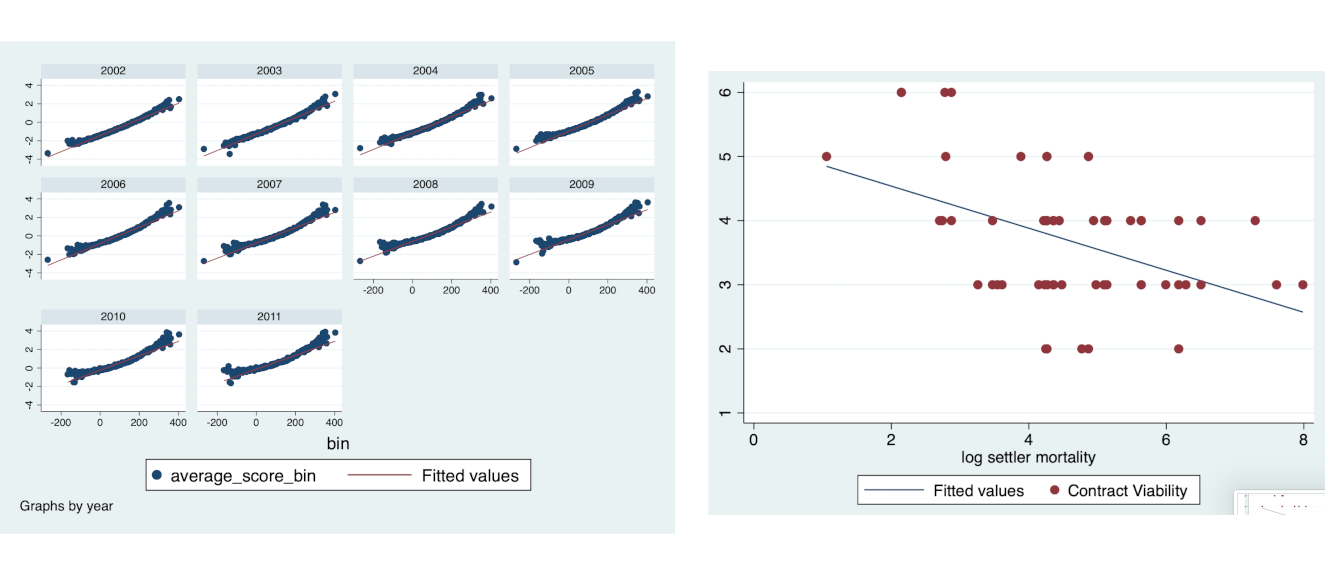 2002 2003 2004 2005
4
2
0
-2
-4
2006 2007 2008 2009
4
2
0
-2
-4
-200 0 200 400 -200 0 200 400
2010 2011
4
2
0
-2
-4
-200 0 200 400 -200 0 200 400
bin
average_score_bin Fitted values
Graphs by year
6
5
4
3
2
1
0 2 4 6 8
log settler mortality
Fitted values Contract Viability